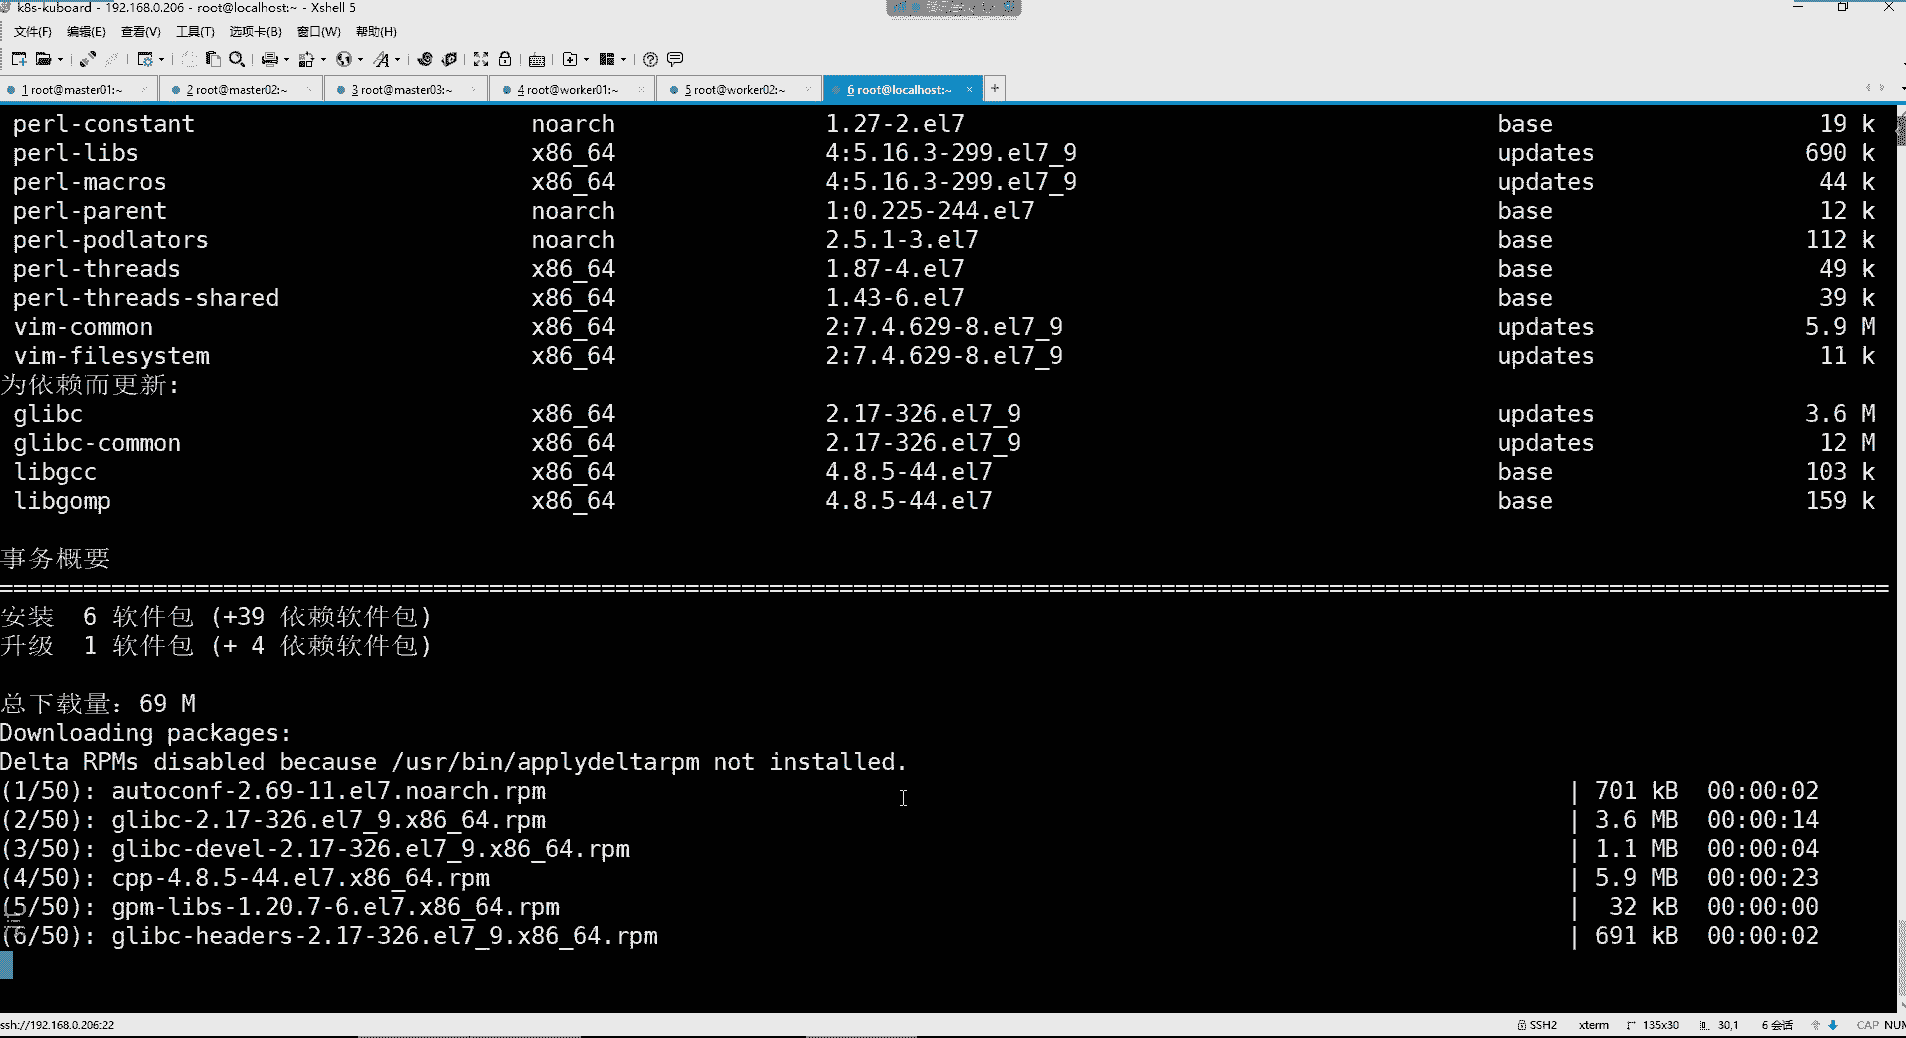 k8s-kuboard - 192.168.0.206 - root@localhost:~ - Xshell 5
文件(F) 编辑(E) 查看(V) 工具(T) 选项卡(B) 窗口(W) 帮助(H)
1 root@master01:~ 2 root@master02:~ 3 root@master03:~ 4 root@worker01:~ 5 root@worker02:~ 6 root@localhost:~
perl-constant noarch 1.27-2.el7 base 19 k
perl-libs x86_64 4:5.16.3-299.el7_9 updates 690 k
perl-macros x86_64 4:5.16.3-299.el7_9 updates 44 k
perl-parent noarch 1:0.225-244.el7 base 12 k
perl-podlators noarch 2.5.1-3.el7 base 112 k
perl-threads x86_64 1.87-4.el7 base 49 k
perl-threads-shared x86_64 1.43-6.el7 base 39 k
vim-common x86_64 2:7.4.629-8.el7_9 updates 5.9 M
vim-filesystem x86_64 2:7.4.629-8.el7_9 updates 11 k
为依赖而更新:
glibc x86_64 2.17-326.el7_9 updates 3.6 M
glibc-common x86_64 2.17-326.el7_9 updates 12 M
libgcc x86_64 4.8.5-44.el7 base 103 k
libgomp x86_64 4.8.5-44.el7 base 159 k
事务概要
================================================================================
安装 6 软件包 (+39 依赖软件包)
升级 1 软件包 (+ 4 依赖软件包)
总下载量：69 M
Downloading packages:
Delta RPMs disabled because /usr/bin/applydeltarpm not installed.
(1/50): autoconf-2.69-11.el7.noarch.rpm | 701 kB 00:00:02
(2/50): glibc-2.17-326.el7_9.x86_64.rpm | 3.6 MB 00:00:14
(3/50): glibc-devel-2.17-326.el7_9.x86_64.rpm | 1.1 MB 00:00:04
(4/50): cpp-4.8.5-44.el7.x86_64.rpm | 5.9 MB 00:00:23
(5/50): gpm-libs-1.20.7-6.el7.x86_64.rpm | 32 kB 00:00:00
(6/50): glibc-headers-2.17-326.el7_9.x86_64.rpm | 691 kB 00:00:02
ssh://192.168.0.206:22 SSH2 xterm 135x30 30,1 6 会话 CAP NUM